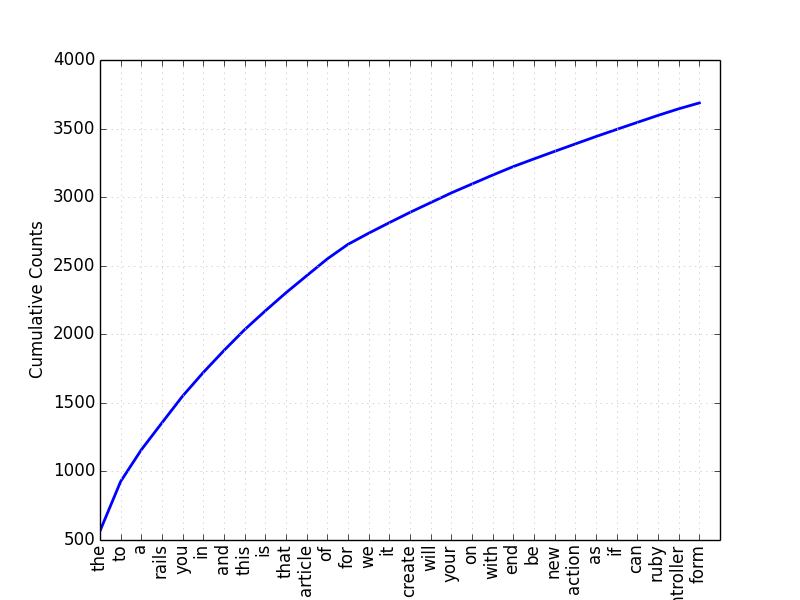 4000
3500
3000
2500
2000
1500
1000
500
Cumulative Counts
the
to
a
rails
you
in
and
this
is
that
article
of
for
we
it
create
will
your
on
with
end
be
new
action
as
if
can
ruby
ntroller
form